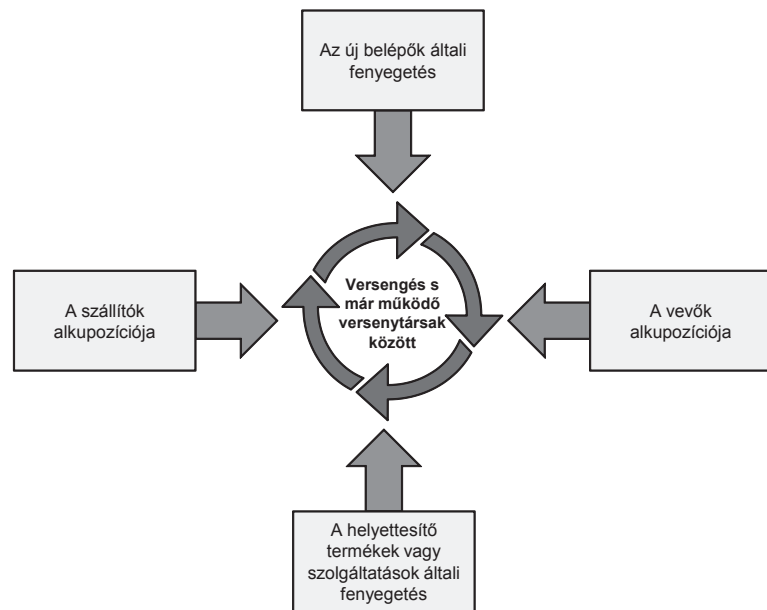 Az új belépők általi
fenyegetés
A szállítók
alkupozíciója
Versengés s
már működő
versenytársak
között
A vevők
alkupozíciója
A helyettesítő
termékek vagy
szolgáltatások általi
fenyegetés